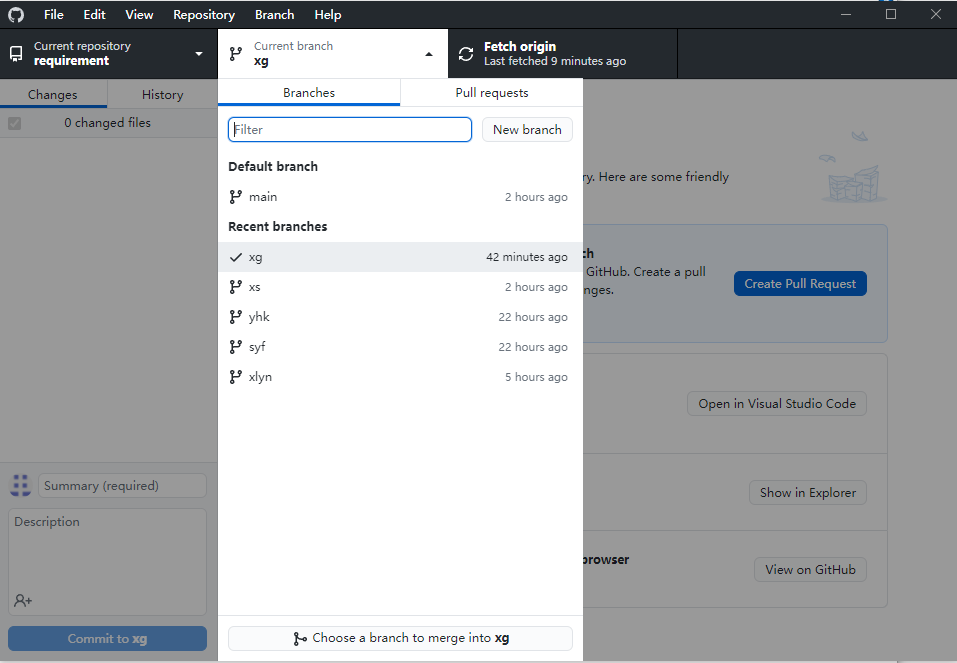 File Edit View Repository Branch Help
Current repository
requirement
Current branch
xg
Fetch origin
Last fetched 9 minutes ago
Changes History
0 changed files
Branches Pull requests
Filter
New branch
Default branch
main 2 hours ago
Recent branches
xg 42 minutes ago
xs 2 hours ago
yhk 22 hours ago
syf 22 hours ago
xlyn 5 hours ago
Choose a branch to merge into xg
Summary (required)
Description
Commit to xg
ry. Here are some friendly
ch
GitHub. Create a pull
nges.
Create Pull Request
Open in Visual Studio Code
Show in Explorer
browser
View on GitHub